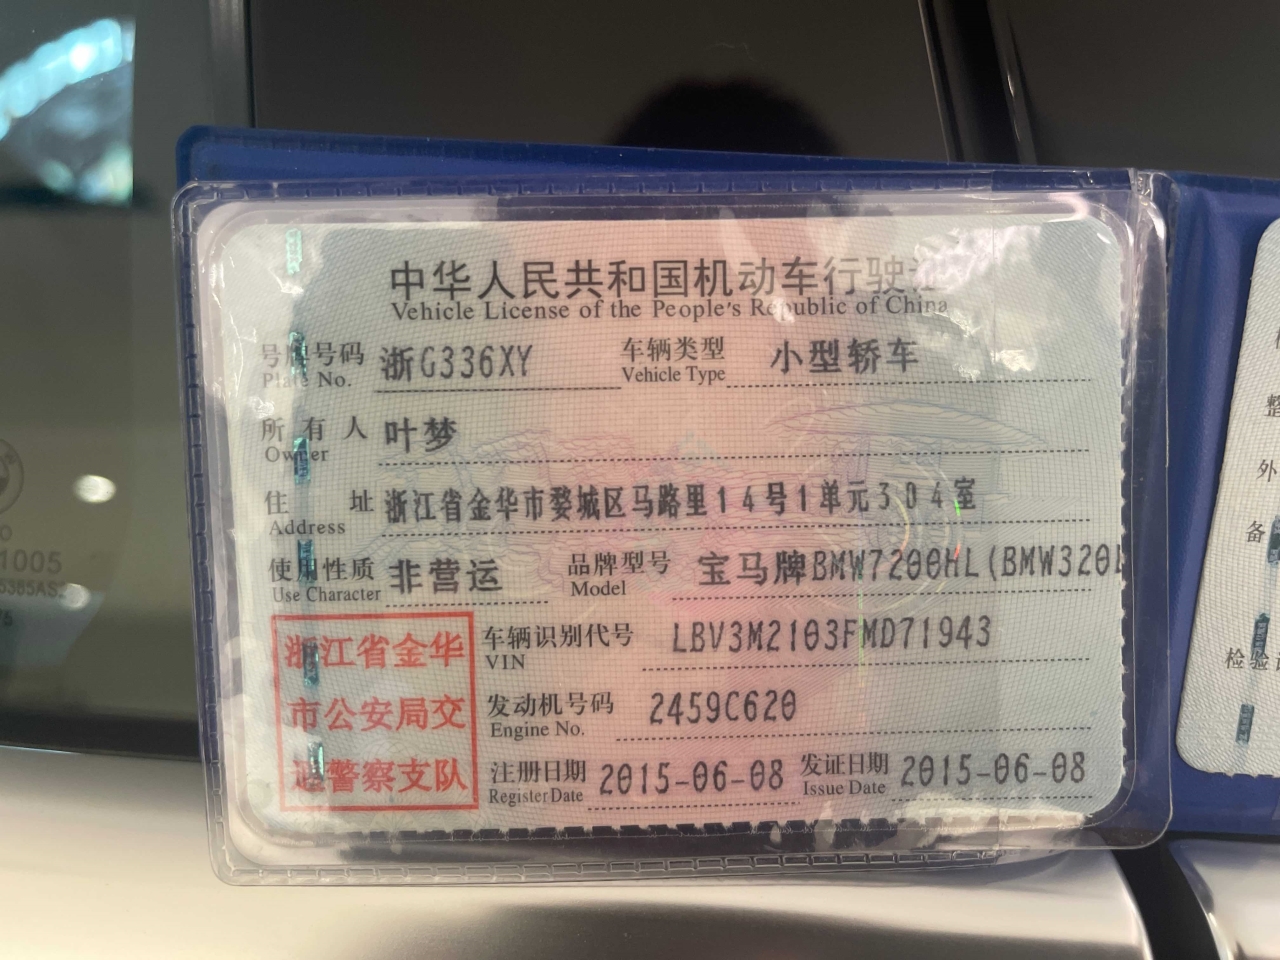 中华人民共和国机动车行驶
Vehicle License of the People's Republic of China
号牌号码 浙G336XY 车辆类型 小型轿车
Plate No. Vehicle Type
所有人 叶梦
Owner
住址 浙江省金华市婺城区马路里14号1单元304室
Address
使用性质 非营运 品牌型号 宝马牌BMW7200HL(BMW320L
Use Character Model
浙江省金华
市公安局交
通警察支队
车辆识别代号 LBV3M2103FMD71943
VIN
发动机号码 2459C620
Engine No.
注册日期 2015-06-08 发证日期 2015-06-08
Register Date Issue Date
整
外
备
检验
1005